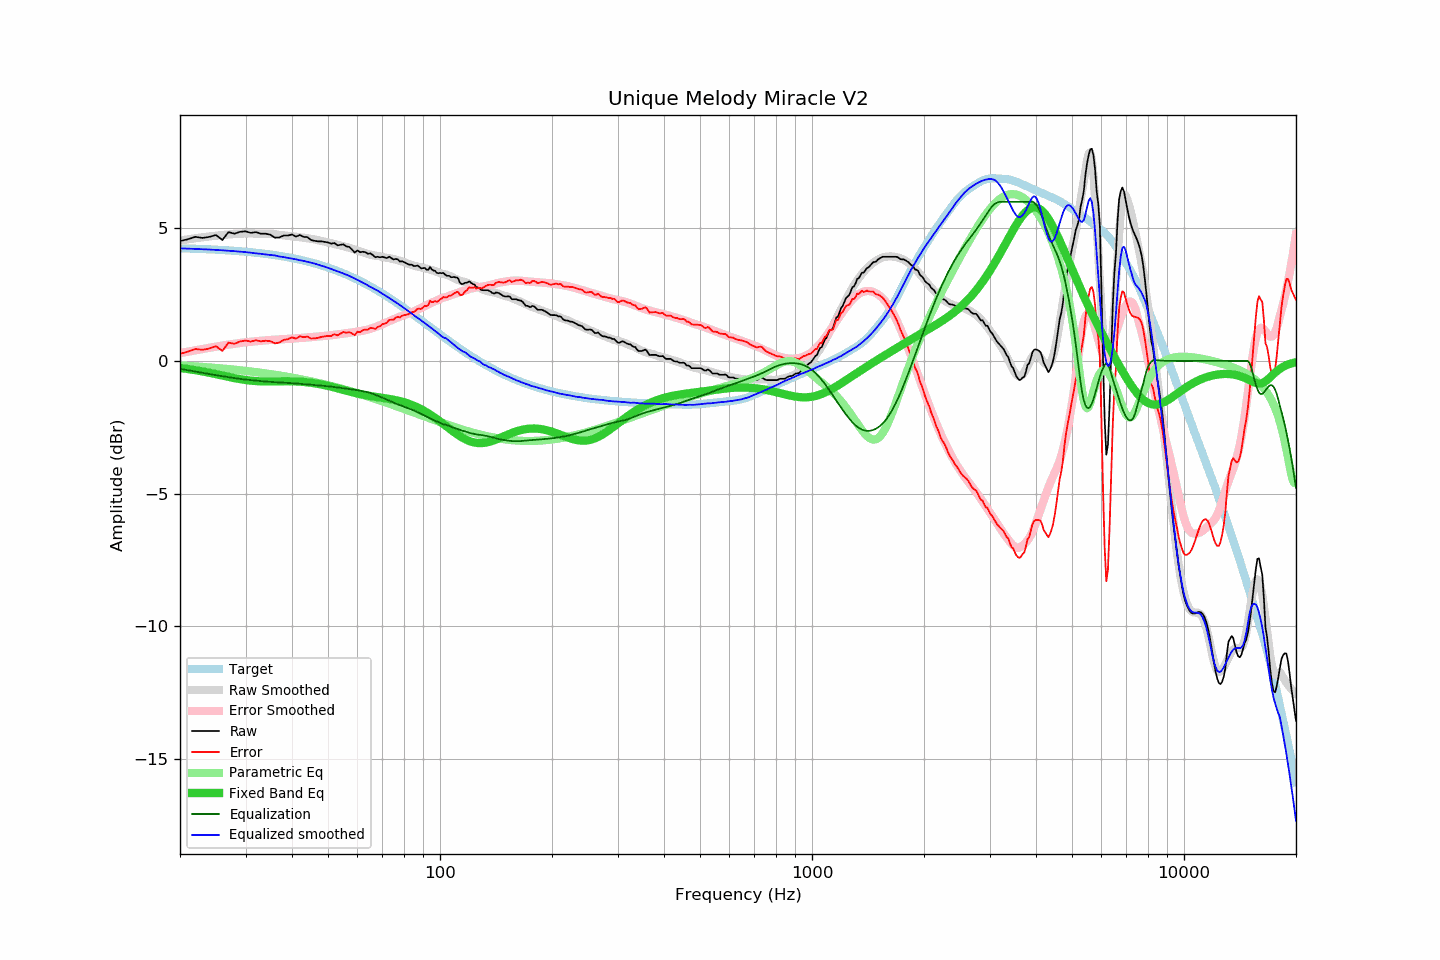 Unique Melody Miracle V2
Amplitude (dBr)
5
0
−5
−10
−15
Target
Raw Smoothed
Error Smoothed
Raw
Error
Parametric Eq
Fixed Band Eq
Equalization
Equalized smoothed
100
1000
10000
Frequency (Hz)